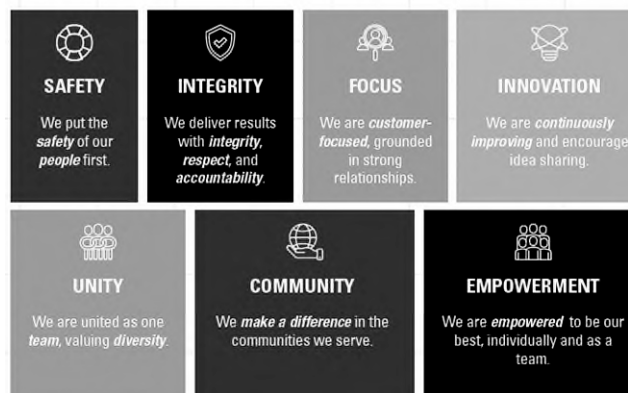 SAFETY
We put the
safety of our
people first.
INTEGRITY
We deliver results
with integrity,
respect, and
accountability.
FOCUS
We are customer-
focused, grounded
in strong
relationships.
INNOVATION
We are continuously
improving and encourage
idea sharing.
UNITY
We are united as one
team, valuing diversity.
COMMUNITY
We make a difference in the
communities we serve.
EMPOWERMENT
We are empowered to be our
best, individually and as a
team.